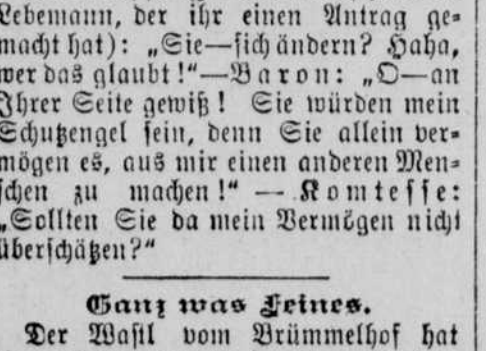 Lebemann, der ihr einen Antrag ge-
macht hat): „Sie—sich ändern? Haha,
wer das glaubt!“—Baron: „O—an
Ihrer Seite gewiß! Sie würden mein
Schutzengel sein, denn Sie allein ver-
mögen es, aus mir einen anderen Men-
schen zu machen!“ — Komtesse:
„Sollten Sie da mein Vermögen nicht
überschätzen?“
Ganz was Feines.
Der Wastl vom Brümmelhof hat